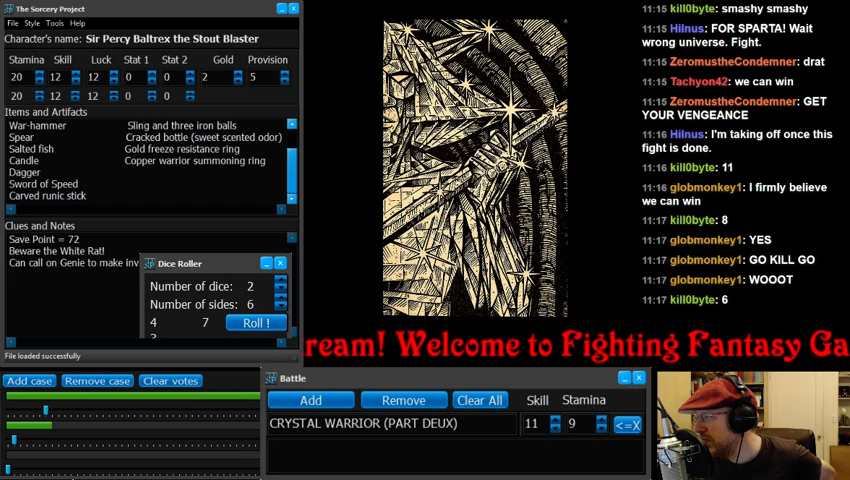 The Sorcery Project
File Style Tools Help
Character's name: Sir Percy Baltrex the Stout Blaster
Stamina Skill Luck Stat 1 Stat 2 Gold Provision
20 12 12 0 0 2 5
20 12 12 0 0
Items and Artifacts
War-hammer Sling and three iron balls
Spear Cracked bottle (sweet scented odor)
Salted fish Gold freeze resistance ring
Candle Copper warrior summoning ring
Dagger
Sword of Speed
Carved runic stick
Clues and Notes
Save Point = 72
Beware the White Rat!
Can call on Genie to make inv
Dice Roller
Number of dice: 2
Number of sides: 6
4 7 Roll !
3
File loaded successfully
ream! Welcome to Fighting Fantasy Ga
Add case Remove case Clear votes
Battle
Add Remove Clear All Skill Stamina
CRYSTAL WARRIOR (PART DEUX) 11 9 <=X
11:15 kill0byte: smashy smashy
11:15 Hilnus: FOR SPARTA! Wait
wrong universe. Fight.
11:15 ZeromustheCondemner: drat
11:15 Tachyon42: we can win
11:15 ZeromustheCondemner: GET
YOUR VENGEANCE
11:16 Hilnus: I'm taking off once this
fight is done.
11:16 kill0byte: 11
11:16 globmonkey1: I firmly believe
we can win
11:17 kill0byte: 8
11:17 globmonkey1: YES
11:17 globmonkey1: GO KILL GO
11:17 globmonkey1: WOOOT
11:17 kill0byte: 6